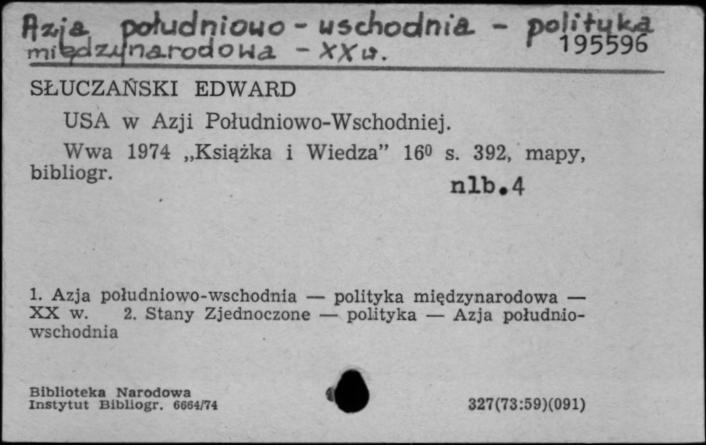 Azja południowo-wschodnia - polityka
międzynarodowa - XX w.
195596
SŁUCZAŃSKI EDWARD
USA w Azji Południowo-Wschodniej.
Wwa 1974 „Książka i Wiedza” 16⁰ s. 392, mapy,
bibliogr.
nlb.4
1. Azja południowo-wschodnia — polityka międzynarodowa —
XX w. 2. Stany Zjednoczone — polityka — Azja południo-
wschodnia
Biblioteka Narodowa
Instytut Bibliogr. 6664/74
327(73:59)(091)